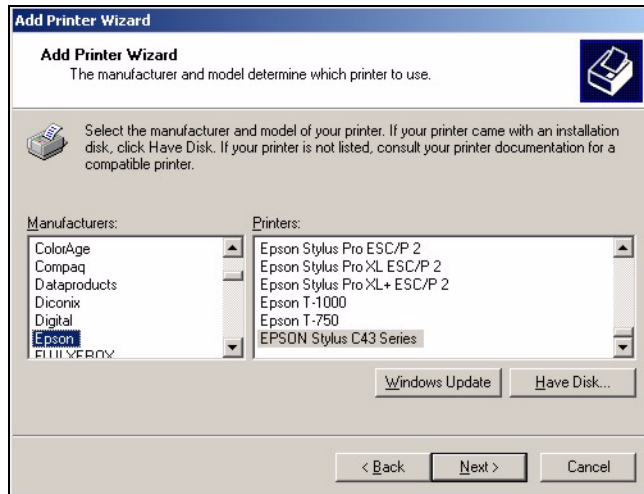 Add Printer Wizard
Add Printer Wizard
The manufacturer and model determine which printer to use.
Select the manufacturer and model of your printer. If your printer came with an installation
disk, click Have Disk. If your printer is not listed, consult your printer documentation for a
compatible printer.
Manufacturers:
ColorAge
Compaq
Dataproducts
Diconix
Digital
Epson
Printers:
Epson Stylus Pro ESC/P 2
Epson Stylus Pro XL ESC/P 2
Epson Stylus Pro XL+ ESC/P 2
Epson T-1000
Epson T-750
EPSON Stylus C43 Series
Windows Update
Have Disk...
< Back
Next >
Cancel